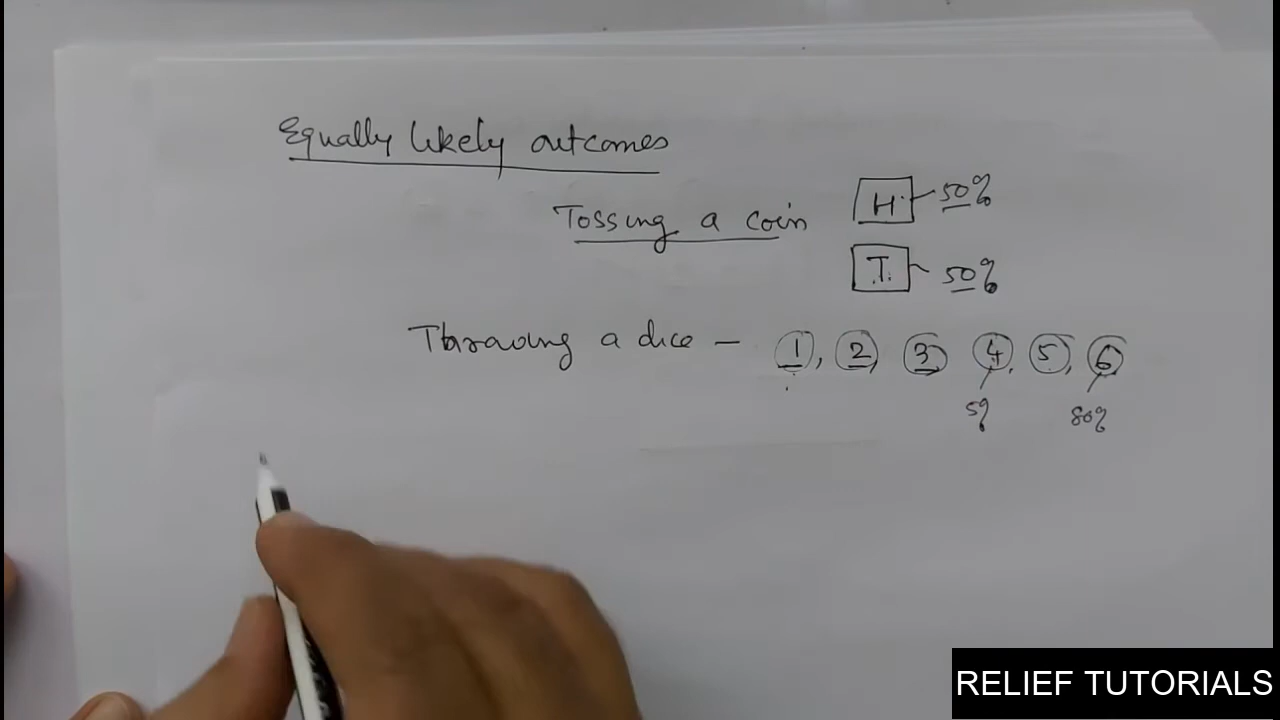 Equally likely outcomes
Tossing a coin H 50%
T 50%
Throwing a dice – 1, 2, 3 4, 5, 6
5% 80%
RELIEF TUTORIALS